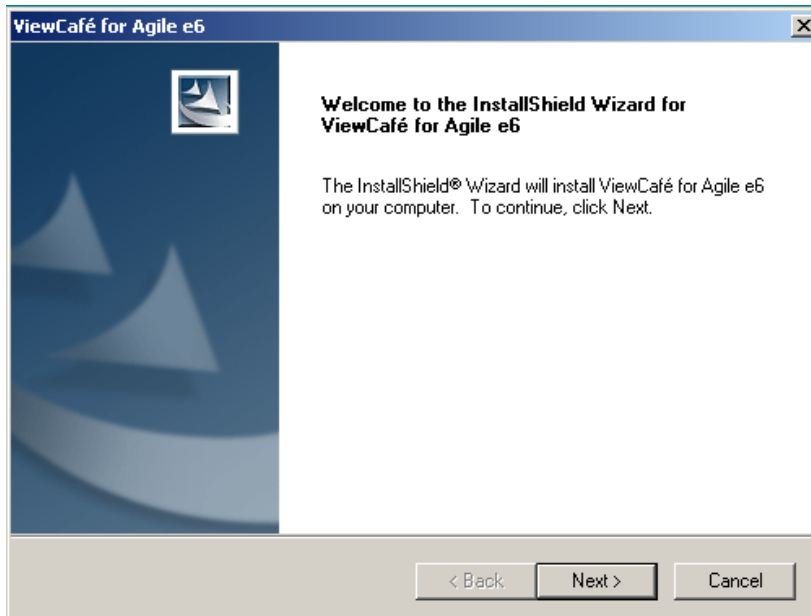 ViewCafé for Agile e6
Welcome to the InstallShield Wizard for
ViewCafé for Agile e6
The InstallShield® Wizard will install ViewCafé for Agile e6
on your computer. To continue, click Next.
< Back
Next >
Cancel